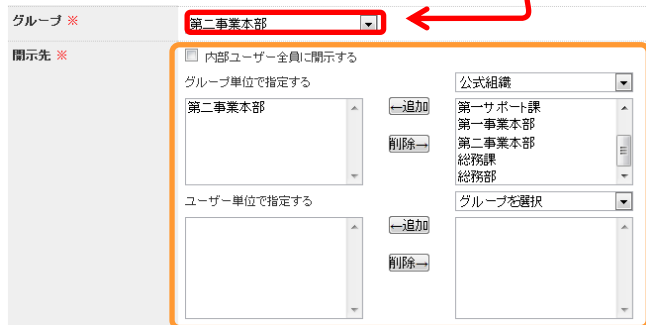 グループ ※
第二事業本部
開示先 ※
内部ユーザー全員に開示する
グループ単位で指定する
公式組織
第二事業本部
←追加
削除→
第一サポート課
第一事業本部
第二事業本部
総務課
総務部
ユーザー単位で指定する
グループを選択
←追加
削除→